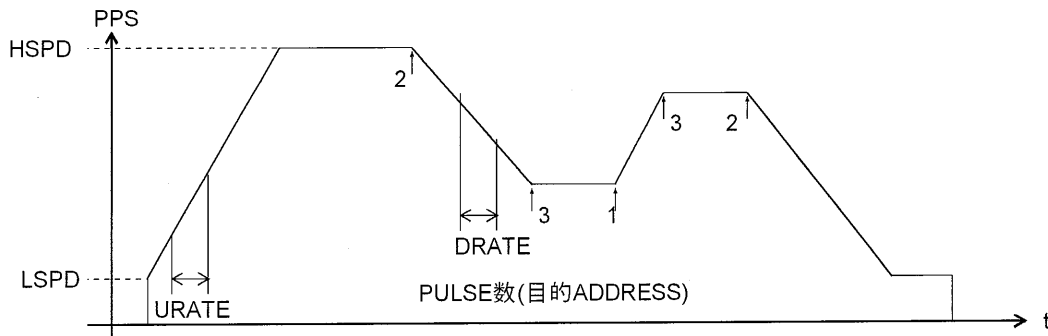 PPS
HSPD
2
3
2
3
1
DRATE
LSPD
URATE
PULSE数(目的ADDRESS)
t